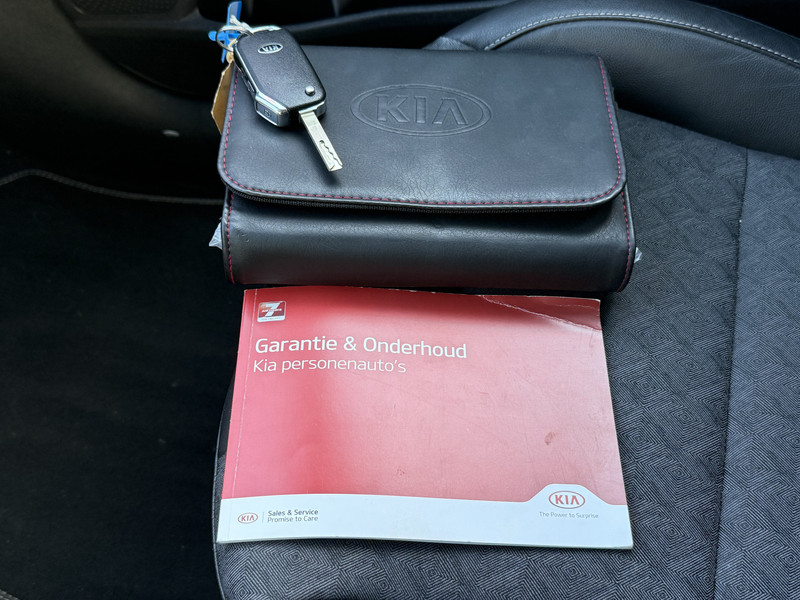 KIA
KIA
7
Garantie & Onderhoud
Kia personenauto's
KIA
Sales & Service
Promise to Care
KIA
The Power to Surprise